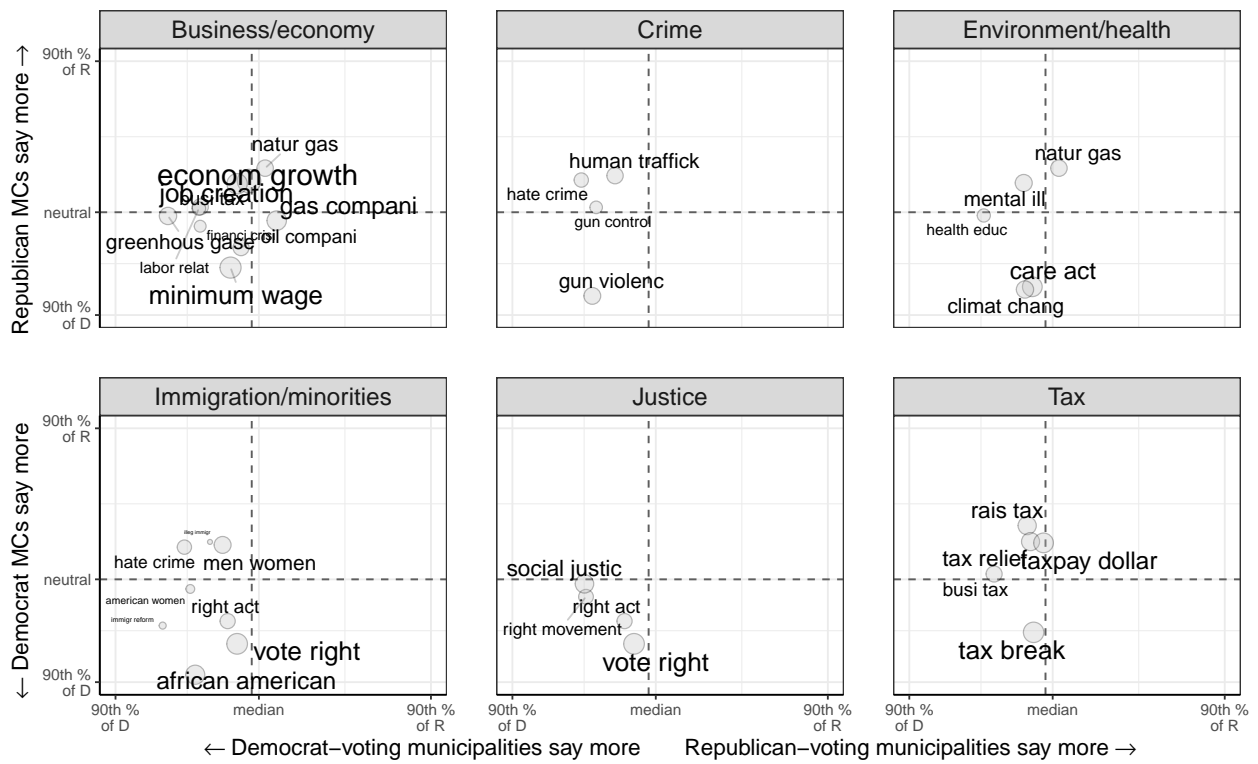 Business/economy
Crime
Environment/health
Republican MCs say more →
90th %
of R
neutral
90th %
of D
natur gas
econom growth
job creation
busi tax
gas compani
financi crisi
oil compani
greenhous gase
labor relat
minimum wage
human traffick
hate crime
gun control
gun violenc
natur gas
mental ill
health educ
care act
climat chang
Immigration/minorities
Justice
Tax
← Democrat MCs say more
90th %
of R
neutral
90th %
of D
illeg immigr
hate crime
men women
american women
right act
immigr reform
vote right
african american
social justic
right act
right movement
vote right
rais tax
tax relief
taxpay dollar
busi tax
tax break
90th %
of D
median
90th %
of R
90th %
of D
median
90th %
of R
90th %
of D
median
90th %
of R
← Democrat−voting municipalities say more
Republican−voting municipalities say more →